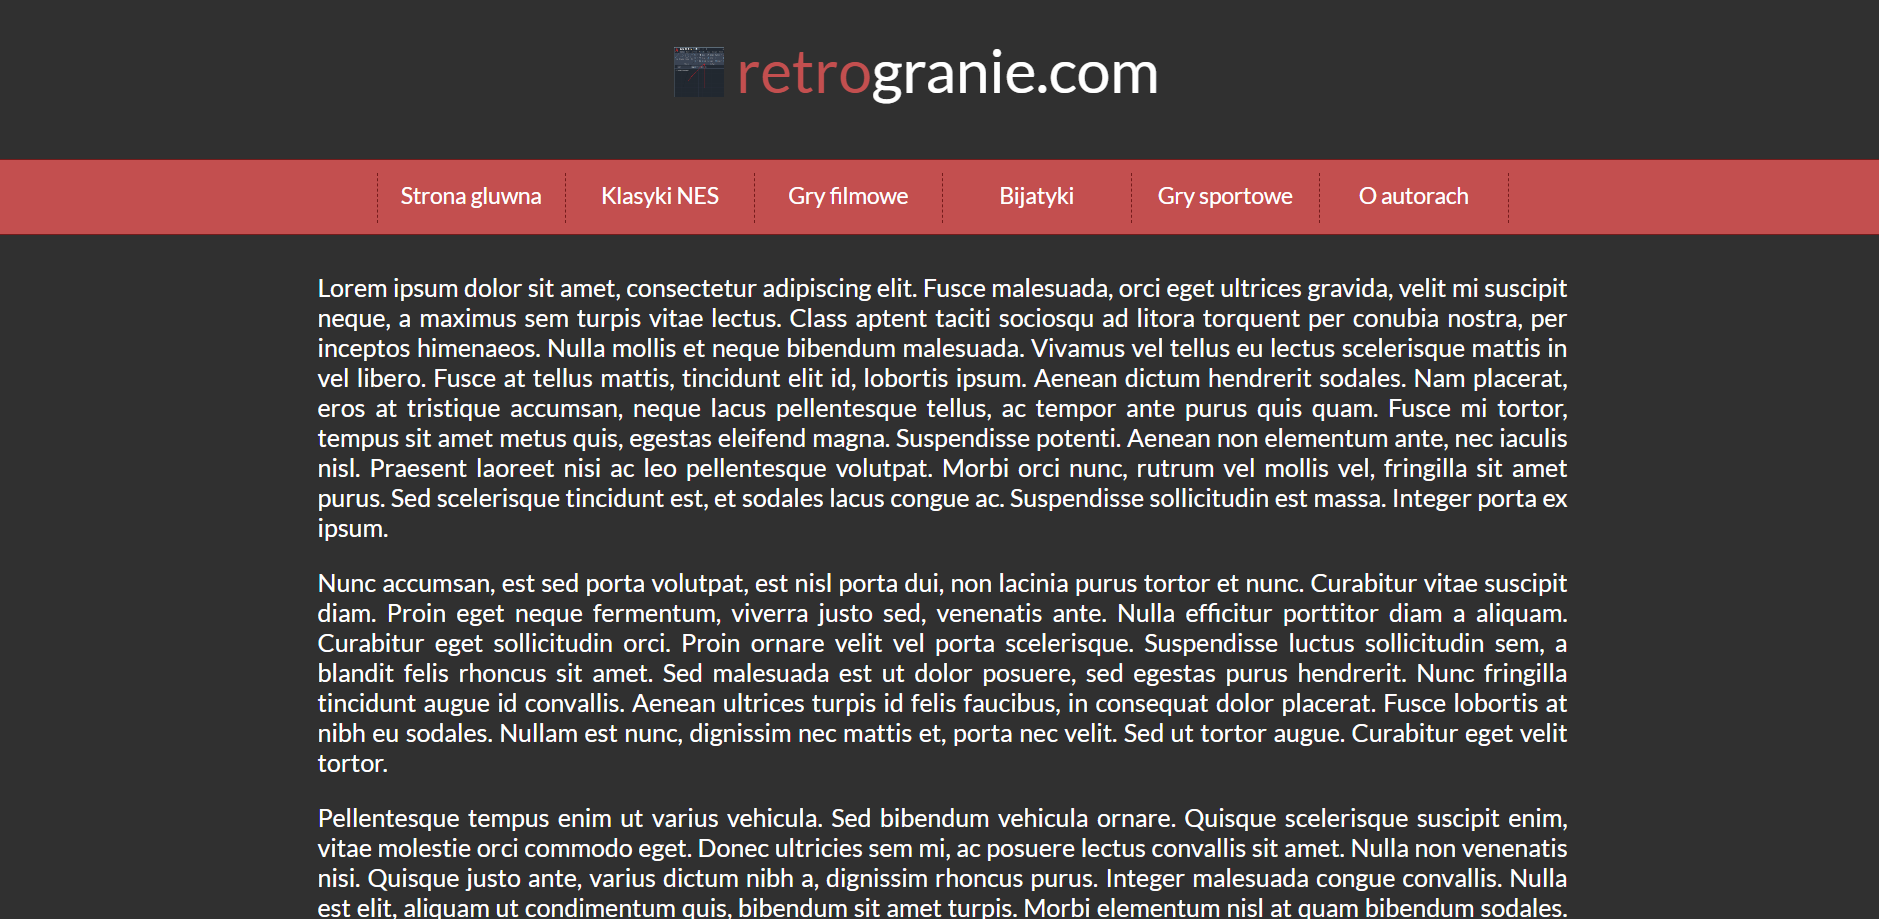 retrogranie.com
Strona gluwna Klasyki NES Gry filmowe Bijatyki Gry sportowe O autorach
Lorem ipsum dolor sit amet, consectetur adipiscing elit. Fusce malesuada, orci eget ultrices gravida, velit mi suscipit
neque, a maximus sem turpis vitae lectus. Class aptent taciti sociosqu ad litora torquent per conubia nostra, per
inceptos himenaeos. Nulla mollis et neque bibendum malesuada. Vivamus vel tellus eu lectus scelerisque mattis in
vel libero. Fusce at tellus mattis, tincidunt elit id, lobortis ipsum. Aenean dictum hendrerit sodales. Nam placerat,
eros at tristique accumsan, neque lacus pellentesque tellus, ac tempor ante purus quis quam. Fusce mi tortor,
tempus sit amet metus quis, egestas eleifend magna. Suspendisse potenti. Aenean non elementum ante, nec iaculis
nisl. Praesent laoreet nisi ac leo pellentesque volutpat. Morbi orci nunc, rutrum vel mollis vel, fringilla sit amet
purus. Sed scelerisque tincidunt est, et sodales lacus congue ac. Suspendisse sollicitudin est massa. Integer porta ex
ipsum.
Nunc accumsan, est sed porta volutpat, est nisl porta dui, non lacinia purus tortor et nunc. Curabitur vitae suscipit
diam. Proin eget neque fermentum, viverra justo sed, venenatis ante. Nulla efficitur porttitor diam a aliquam.
Curabitur eget sollicitudin orci. Proin ornare velit vel porta scelerisque. Suspendisse luctus sollicitudin sem, a
blandit felis rhoncus sit amet. Sed malesuada est ut dolor posuere, sed egestas purus hendrerit. Nunc fringilla
tincidunt augue id convallis. Aenean ultrices turpis id felis faucibus, in consequat dolor placerat. Fusce lobortis at
nibh eu sodales. Nullam est nunc, dignissim nec mattis et, porta nec velit. Sed ut tortor augue. Curabitur eget velit
tortor.
Pellentesque tempus enim ut varius vehicula. Sed bibendum vehicula ornare. Quisque scelerisque suscipit enim,
vitae molestie orci commodo eget. Donec ultricies sem mi, ac posuere lectus convallis sit amet. Nulla non venenatis
nisi. Quisque justo ante, varius dictum nibh a, dignissim rhoncus purus. Integer malesuada congue convallis. Nulla
est elit, aliquam ut condimentum quis, bibendum sit amet turpis. Morbi elementum nisl at quam bibendum sodales.